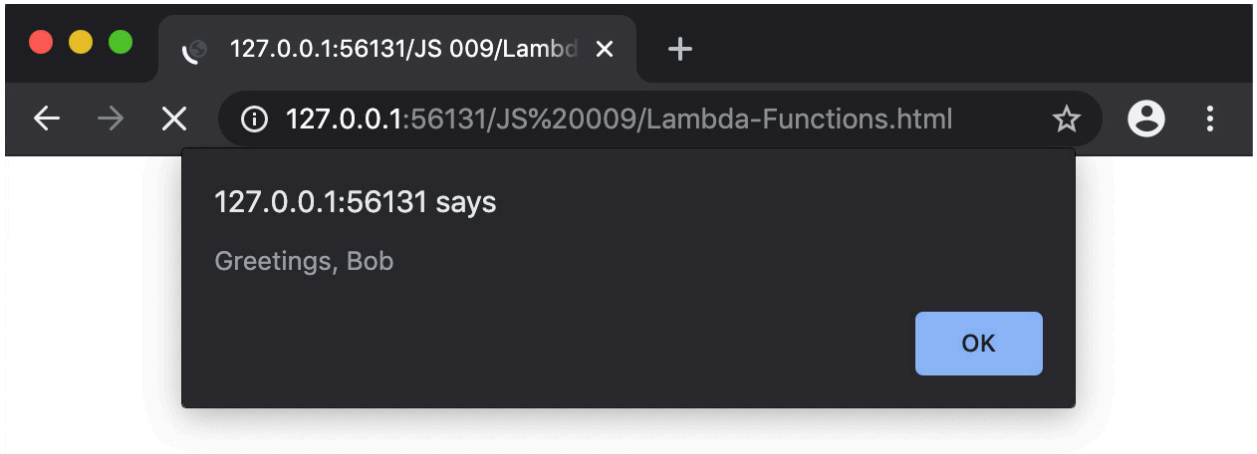 127.0.0.1:56131/JS 009/Lambd
127.0.0.1:56131/JS%20009/Lambda-Functions.html
127.0.0.1:56131 says
Greetings, Bob
OK